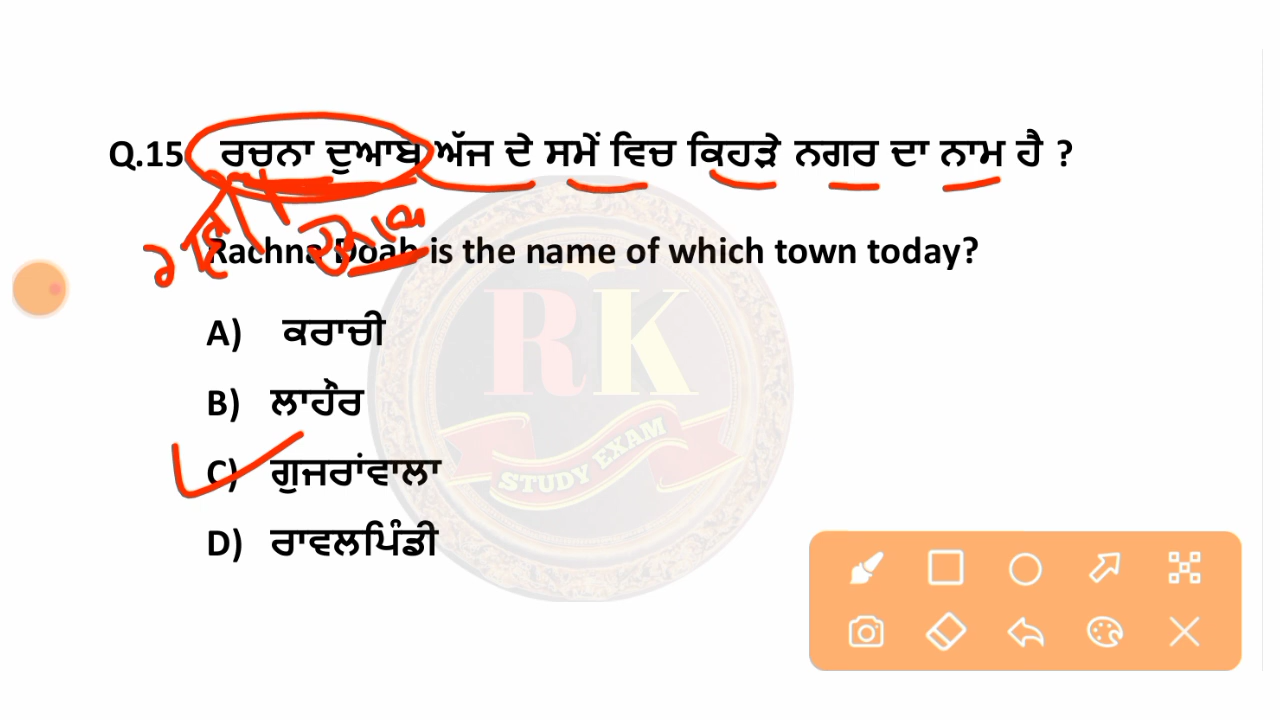 Q.15 ਰਚਨਾ ਦੁਆਬ ਅੱਜ ਦੇ ਸਮੇਂ ਵਿਚ ਕਿਹੜੇ ਨਗਰ ਦਾ ਨਾਮ ਹੈ ?
Rachna Doab is the name of which town today?
A) ਕਰਾਚੀ
B) ਲਾਹੌਰ
C) ਗੁਜਰਾਂਵਾਲਾ
D) ਰਾਵਲਪਿੰਡੀ
RK
STUDY EXAM